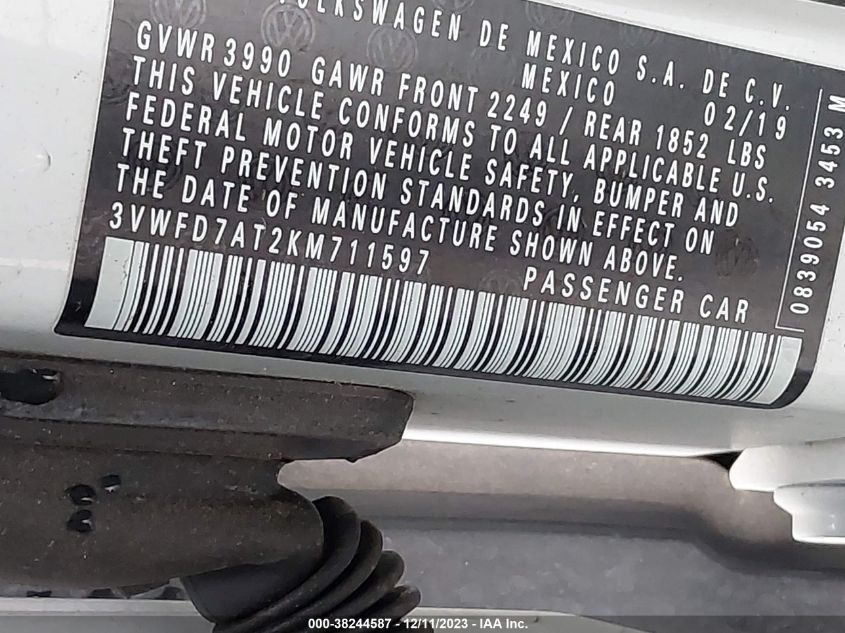 VOLKSWAGEN DE MEXICO S.A. DE C.V.
MEXICO 02/19
GVWR 3990 GAWR FRONT 2249 / REAR 1852 LBS
THIS VEHICLE CONFORMS TO ALL APPLICABLE U.S.
FEDERAL MOTOR VEHICLE SAFETY, BUMPER AND
THEFT PREVENTION STANDARDS IN EFFECT ON
THE DATE OF MANUFACTURE SHOWN ABOVE.
3VWFD7AT2KM711597 PASSENGER CAR
0839054 3453 M
000-38244587 - 12/11/2023 - IAA Inc.